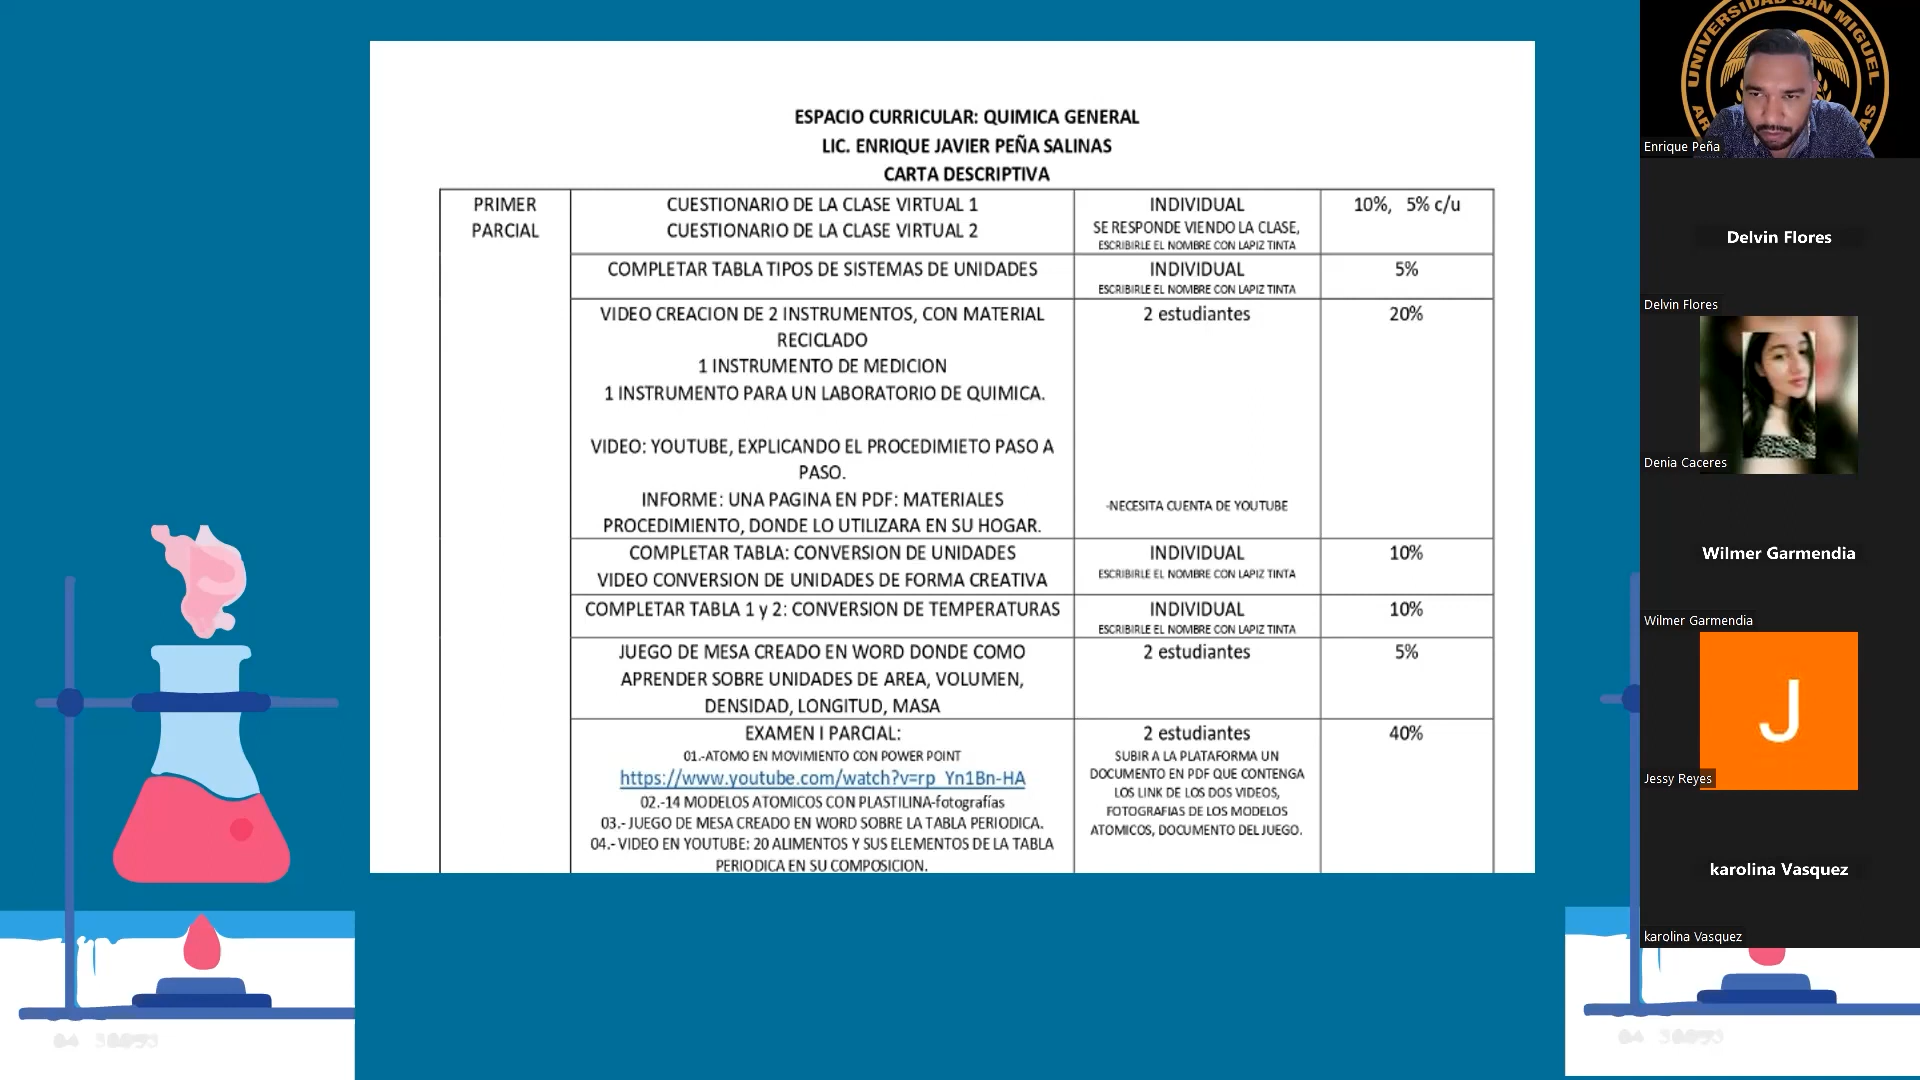 ESPACIO CURRICULAR: QUIMICA GENERAL
LIC. ENRIQUE JAVIER PEÑA SALINAS
CARTA DESCRIPTIVA
PRIMER
PARCIAL
CUESTIONARIO DE LA CLASE VIRTUAL 1
CUESTIONARIO DE LA CLASE VIRTUAL 2
INDIVIDUAL
SE RESPONDE VIENDO LA CLASE,
ESCRIBIRLE EL NOMBRE CON LAPIZ TINTA
10%, 5% c/u
COMPLETAR TABLA TIPOS DE SISTEMAS DE UNIDADES
INDIVIDUAL
ESCRIBIRLE EL NOMBRE CON LAPIZ TINTA
5%
VIDEO CREACION DE 2 INSTRUMENTOS, CON MATERIAL
RECICLADO
1 INSTRUMENTO DE MEDICION
1 INSTRUMENTO PARA UN LABORATORIO DE QUIMICA.
VIDEO: YOUTUBE, EXPLICANDO EL PROCEDIMIETO PASO A
PASO.
INFORME: UNA PAGINA EN PDF: MATERIALES
PROCEDIMIENTO, DONDE LO UTILIZARA EN SU HOGAR.
2 estudiantes
-NECESITA CUENTA DE YOUTUBE
20%
COMPLETAR TABLA: CONVERSION DE UNIDADES
VIDEO CONVERSION DE UNIDADES DE FORMA CREATIVA
INDIVIDUAL
ESCRIBIRLE EL NOMBRE CON LAPIZ TINTA
10%
COMPLETAR TABLA 1 y 2: CONVERSION DE TEMPERATURAS
INDIVIDUAL
ESCRIBIRLE EL NOMBRE CON LAPIZ TINTA
10%
JUEGO DE MESA CREADO EN WORD DONDE COMO
APRENDER SOBRE UNIDADES DE AREA, VOLUMEN,
DENSIDAD, LONGITUD, MASA
2 estudiantes
5%
EXAMEN I PARCIAL:
01.-ATOMO EN MOVIMIENTO CON POWER POINT
https://www.youtube.com/watch?v=rp_Yn1Bn-HA
02.-14 MODELOS ATOMICOS CON PLASTILINA-fotografías
03.- JUEGO DE MESA CREADO EN WORD SOBRE LA TABLA PERIODICA.
04.- VIDEO EN YOUTUBE: 20 ALIMENTOS Y SUS ELEMENTOS DE LA TABLA
PERIODICA EN SU COMPOSICION.
2 estudiantes
SUBIR A LA PLATAFORMA UN
DOCUMENTO EN PDF QUE CONTENGA
LOS LINK DE LOS DOS VIDEOS,
FOTOGRAFIAS DE LOS MODELOS
ATOMICOS, DOCUMENTO DEL JUEGO.
40%
UNIVERSIDAD SAN MIGUEL
Enrique Peña
Delvin Flores
Delvin Flores
Denia Caceres
Wilmer Garmendia
Wilmer Garmendia
J
Jessy Reyes
karolina Vasquez
karolina Vasquez